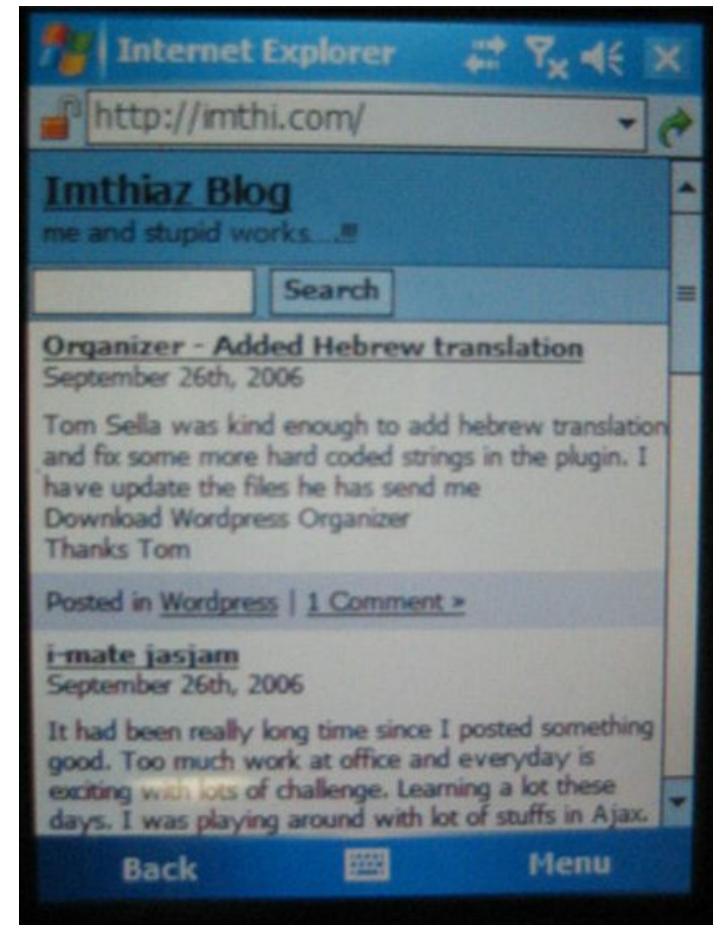 Internet Explorer
http://imthi.com/
Imthiaz Blog
me and stupid works....!!!
Search
Organizer - Added Hebrew translation
September 26th, 2006
Tom Sella was kind enough to add hebrew translation
and fix some more hard coded strings in the plugin. I
have update the files he has send me
Download Wordpress Organizer
Thanks Tom
Posted in Wordpress | 1 Comment »
i-mate jasjam
September 26th, 2006
It had been really long time since I posted something
good. Too much work at office and everyday is
exciting with lots of challenge. Learning a lot these
days. I was playing around with lot of stuffs in Ajax.
Back
Menu